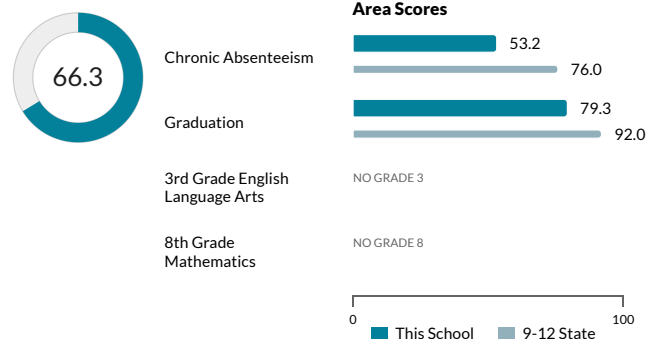 Area Scores
66.3
Chronic Absenteeism
53.2
76.0
Graduation
79.3
92.0
3rd Grade English
Language Arts
NO GRADE 3
8th Grade
Mathematics
NO GRADE 8
0
100
This School
9-12 State